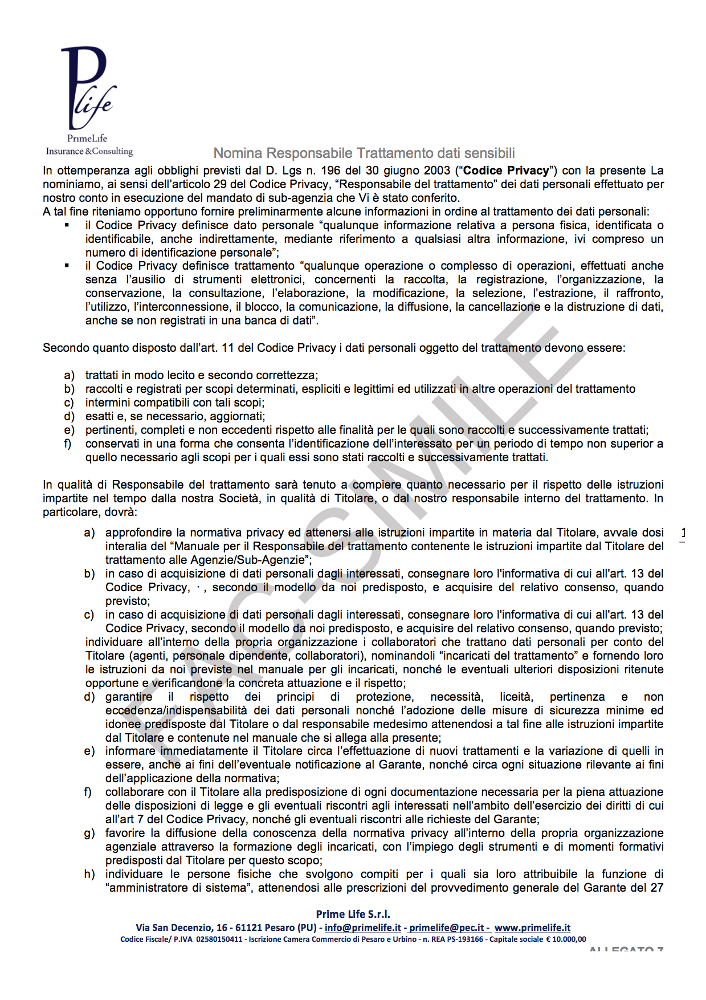 Plife
PrimeLife
Insurance &Consulting
Nomina Responsabile Trattamento dati sensibili
In ottemperanza agli obblighi previsti dal D. Lgs n. 196 del 30 giugno 2003 (“Codice Privacy”) con la presente La
nominiamo, ai sensi dell’articolo 29 del Codice Privacy, “Responsabile del trattamento” dei dati personali effettuato per
nostro conto in esecuzione del mandato di sub-agenzia che Vi è stato conferito.
A tal fine riteniamo opportuno fornire preliminarmente alcune informazioni in ordine al trattamento dei dati personali:
▪ il Codice Privacy definisce dato personale “qualunque informazione relativa a persona fisica, identificata o
identificabile, anche indirettamente, mediante riferimento a qualsiasi altra informazione, ivi compreso un
numero di identificazione personale”;
▪ il Codice Privacy definisce trattamento “qualunque operazione o complesso di operazioni, effettuati anche
senza l’ausilio di strumenti elettronici, concernenti la raccolta, la registrazione, l’organizzazione, la
conservazione, la consultazione, l’elaborazione, la modificazione, la selezione, l’estrazione, il raffronto,
l’utilizzo, l’interconnessione, il blocco, la comunicazione, la diffusione, la cancellazione e la distruzione di dati,
anche se non registrati in una banca di dati”.
Secondo quanto disposto dall’art. 11 del Codice Privacy i dati personali oggetto del trattamento devono essere:
a) trattati in modo lecito e secondo correttezza;
b) raccolti e registrati per scopi determinati, espliciti e legittimi ed utilizzati in altre operazioni del trattamento
c) intermini compatibili con tali scopi;
d) esatti e, se necessario, aggiornati;
e) pertinenti, completi e non eccedenti rispetto alle finalità per le quali sono raccolti e successivamente trattati;
f) conservati in una forma che consenta l’identificazione dell’interessato per un periodo di tempo non superior a
quello necessario agli scopi per i quali essi sono stati raccolti e successivamente trattati.
In qualità di Responsabile del trattamento sarà tenuto a compiere quanto necessario per il rispetto delle istruzioni
impartite nel tempo dalla nostra Società, in qualità di Titolare, o dal nostro responsabile interno del trattamento. In
particolare, dovrà:
a) approfondire la normativa privacy ed attenersi alle istruzioni impartite in materia dal Titolare, avvale dosi
interalia del “Manuale per il Responsabile del trattamento contenente le istruzioni impartite dal Titolare del
trattamento alle Agenzie/Sub-Agenzie”;
b) in caso di acquisizione di dati personali dagli interessati, consegnare loro l'informativa di cui all'art. 13 del
Codice Privacy, · , secondo il modello da noi predisposto, e acquisire del relativo consenso, quando
previsto;
c) in caso di acquisizione di dati personali dagli interessati, consegnare loro l'informativa di cui all'art. 13 del
Codice Privacy, secondo il modello da noi predisposto, e acquisire del relativo consenso, quando previsto;
individuare all’interno della propria organizzazione i collaboratori che trattano dati personali per conto del
Titolare (agenti, personale dipendente, collaboratori), nominandoli “incaricati del trattamento” e fornendo loro
le istruzioni da noi previste nel manuale per gli incaricati, nonché le eventuali ulteriori disposizioni ritenute
opportune e verificandone la concreta attuazione e il rispetto;
d) garantire il rispetto dei principi di protezione, necessità, liceità, pertinenza e non
eccedenza/indispensabilità dei dati personali nonché l’adozione delle misure di sicurezza minime ed
idonee predisposte dal Titolare o dal responsabile medesimo attenendosi a tal fine alle istruzioni impartite
dal Titolare e contenute nel manuale che si allega alla presente;
e) informare immediatamente il Titolare circa l’effettuazione di nuovi trattamenti e la variazione di quelli in
essere, anche ai fini dell’eventuale notificazione al Garante, nonché circa ogni situazione rilevante ai fini
dell’applicazione della normativa;
f) collaborare con il Titolare alla predisposizione di ogni documentazione necessaria per la piena attuazione
delle disposizioni di legge e gli eventuali riscontri agli interessati nell’ambito dell’esercizio dei diritti di cui
all’art 7 del Codice Privacy, nonché gli eventuali riscontri alle richieste del Garante;
g) favorire la diffusione della conoscenza della normativa privacy all’interno della propria organizzazione
agenziale attraverso la formazione degli incaricati, con l’impiego degli strumenti e di momenti formativi
predisposti dal Titolare per questo scopo;
h) individuare le persone fisiche che svolgono compiti per i quali sia loro attribuibile la funzione di
“amministratore di sistema”, attenendosi alle prescrizioni del provvedimento generale del Garante del 27
1
FAC-SIMILE
Prime Life S.r.l.
Via San Decenzio, 16 - 61121 Pesaro (PU) - info@primelife.it - primelife@pec.it - www.primelife.it
Codice Fiscale/ P.IVA 02580150411 - Iscrizione Camera Commercio di Pesaro e Urbino - n. REA PS-193166 - Capitale sociale € 10.000,00
ALLEGATO 7